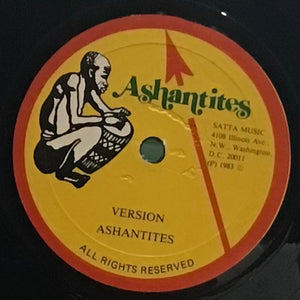 Ashantites
SATTA MUSIC
4108 Illinois Ave.,
N.W., Washington,
D.C. 20011
(P) 1983 ©
VERSION
ASHANTITES
ALL RIGHTS RESERVED